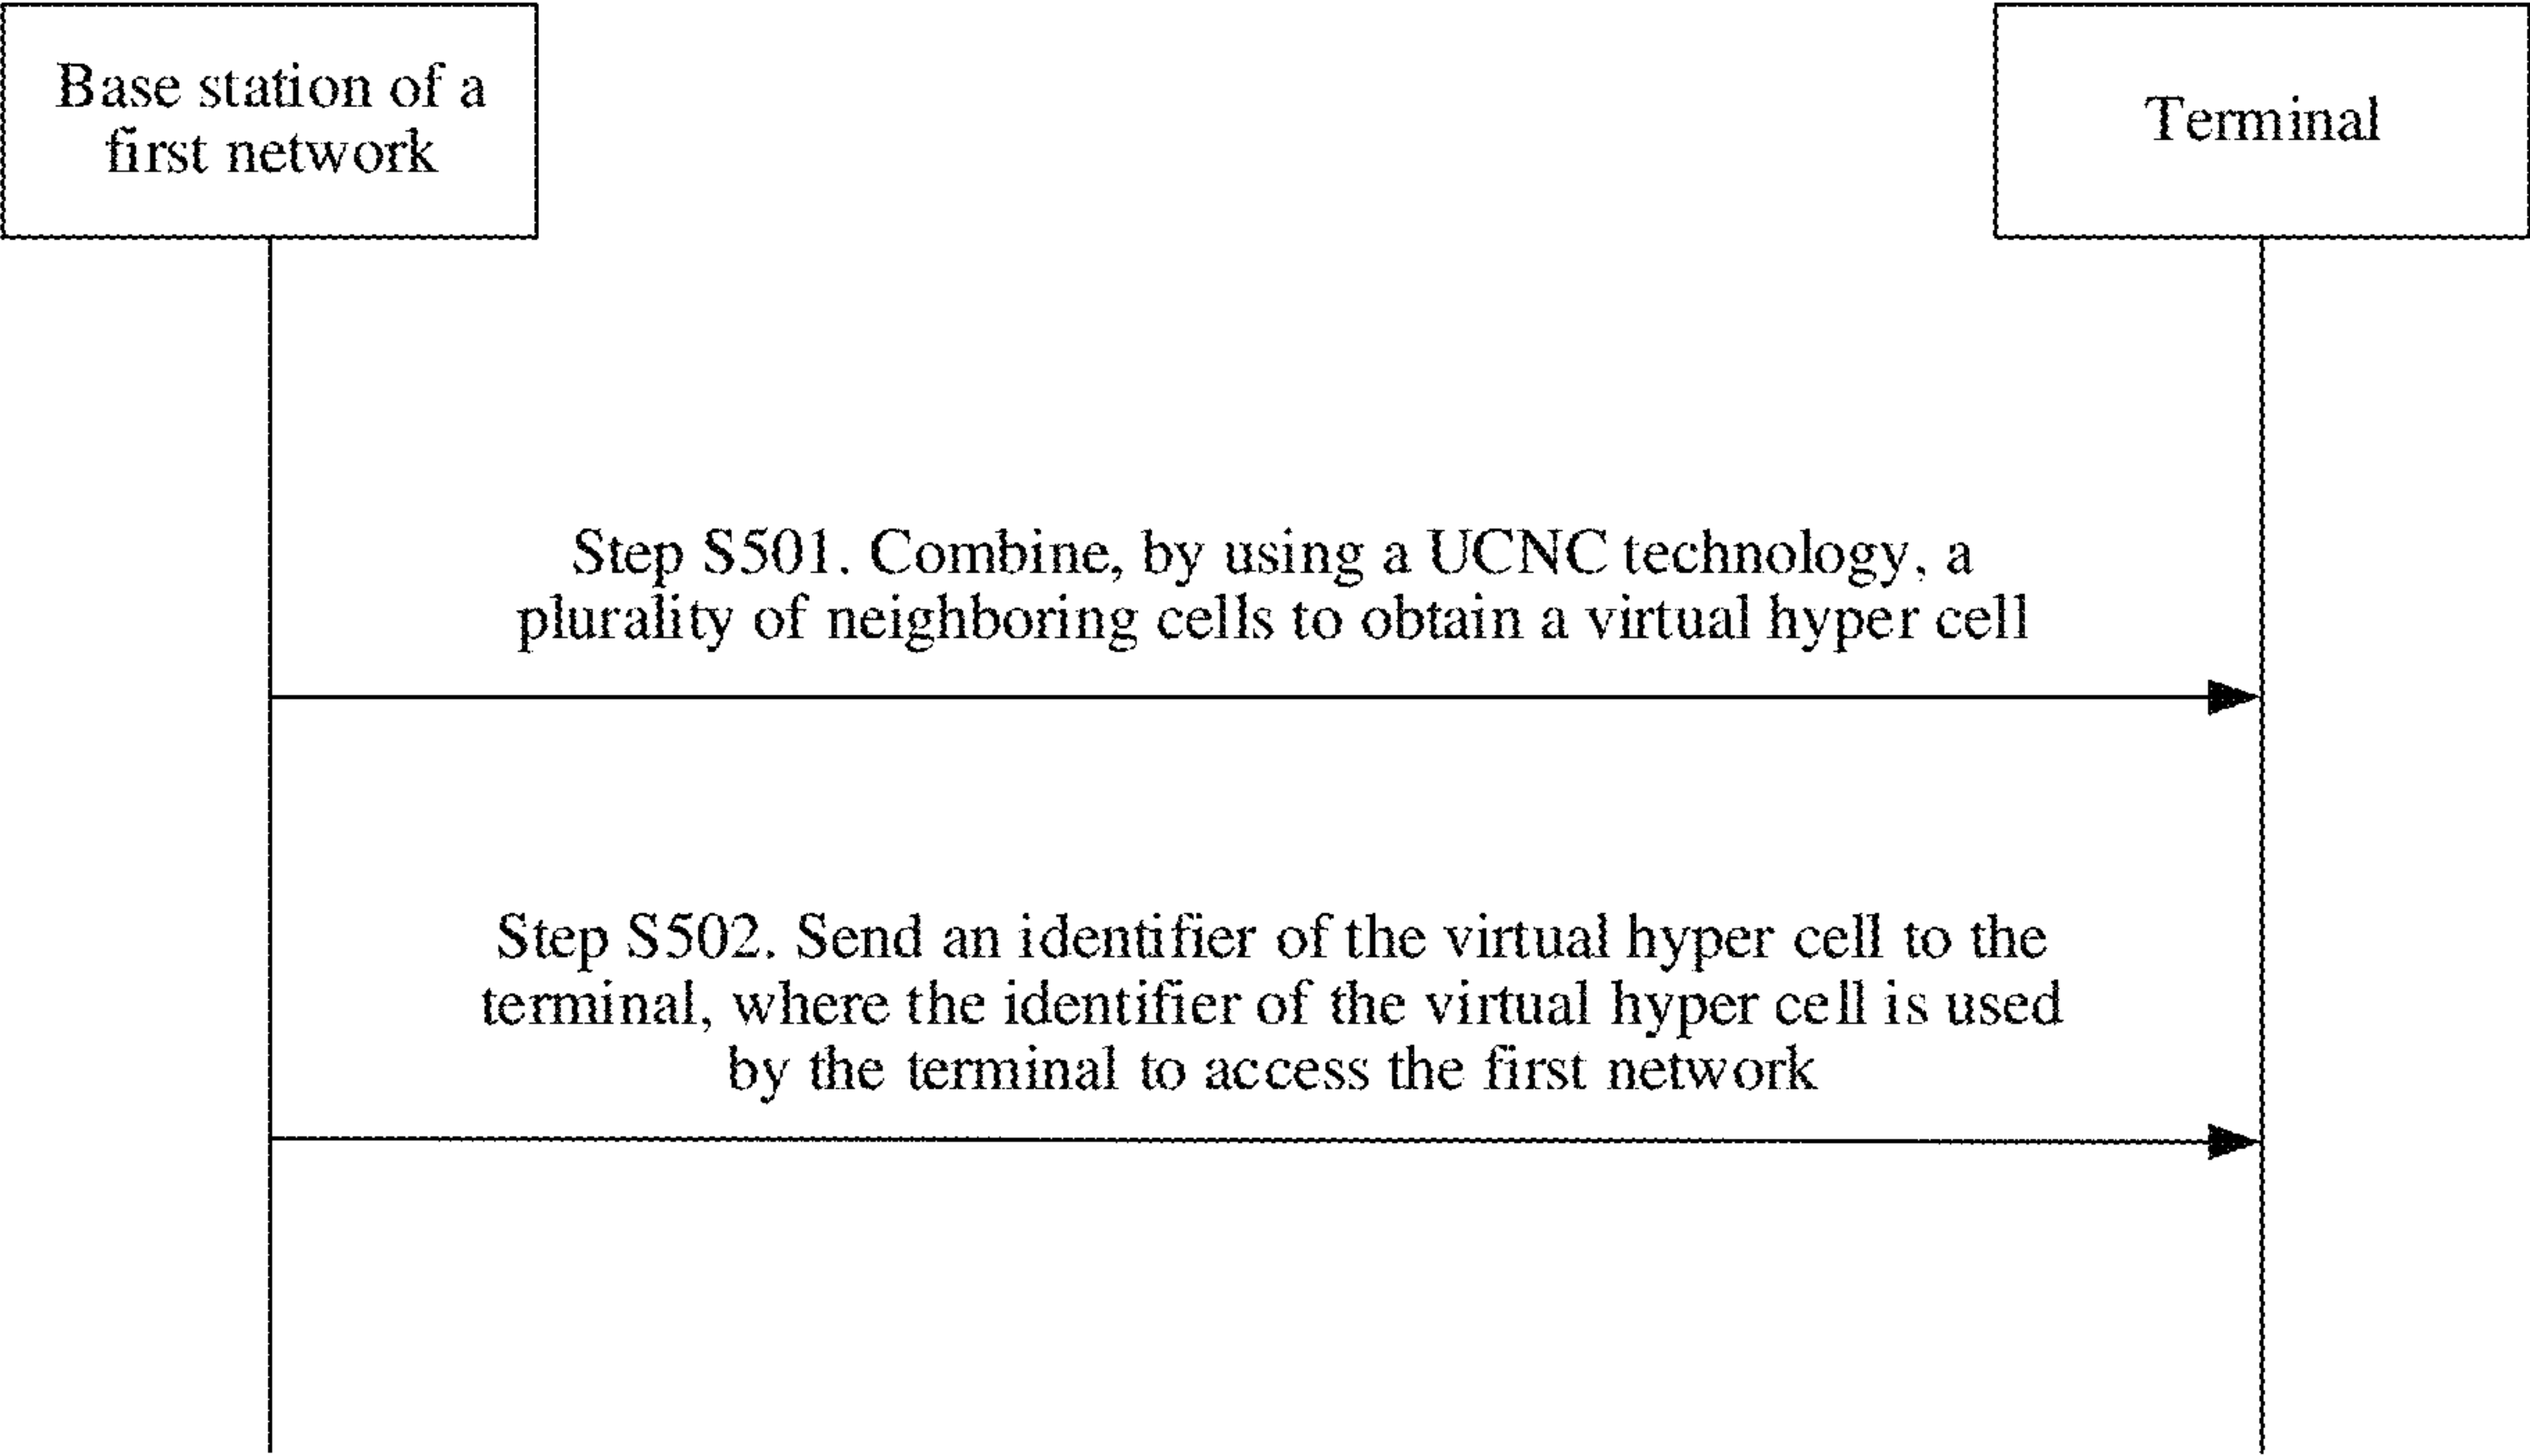 Base station of a
first network
Terminal
Step S501. Combine, by using a UCNC technology, a
plurality of neighboring cells to obtain a virtual hyper cell
Step S502. Send an identifier of the virtual hyper cell to the
terminal, where the identifier of the virtual hyper cell is used
by the terminal to access the first network